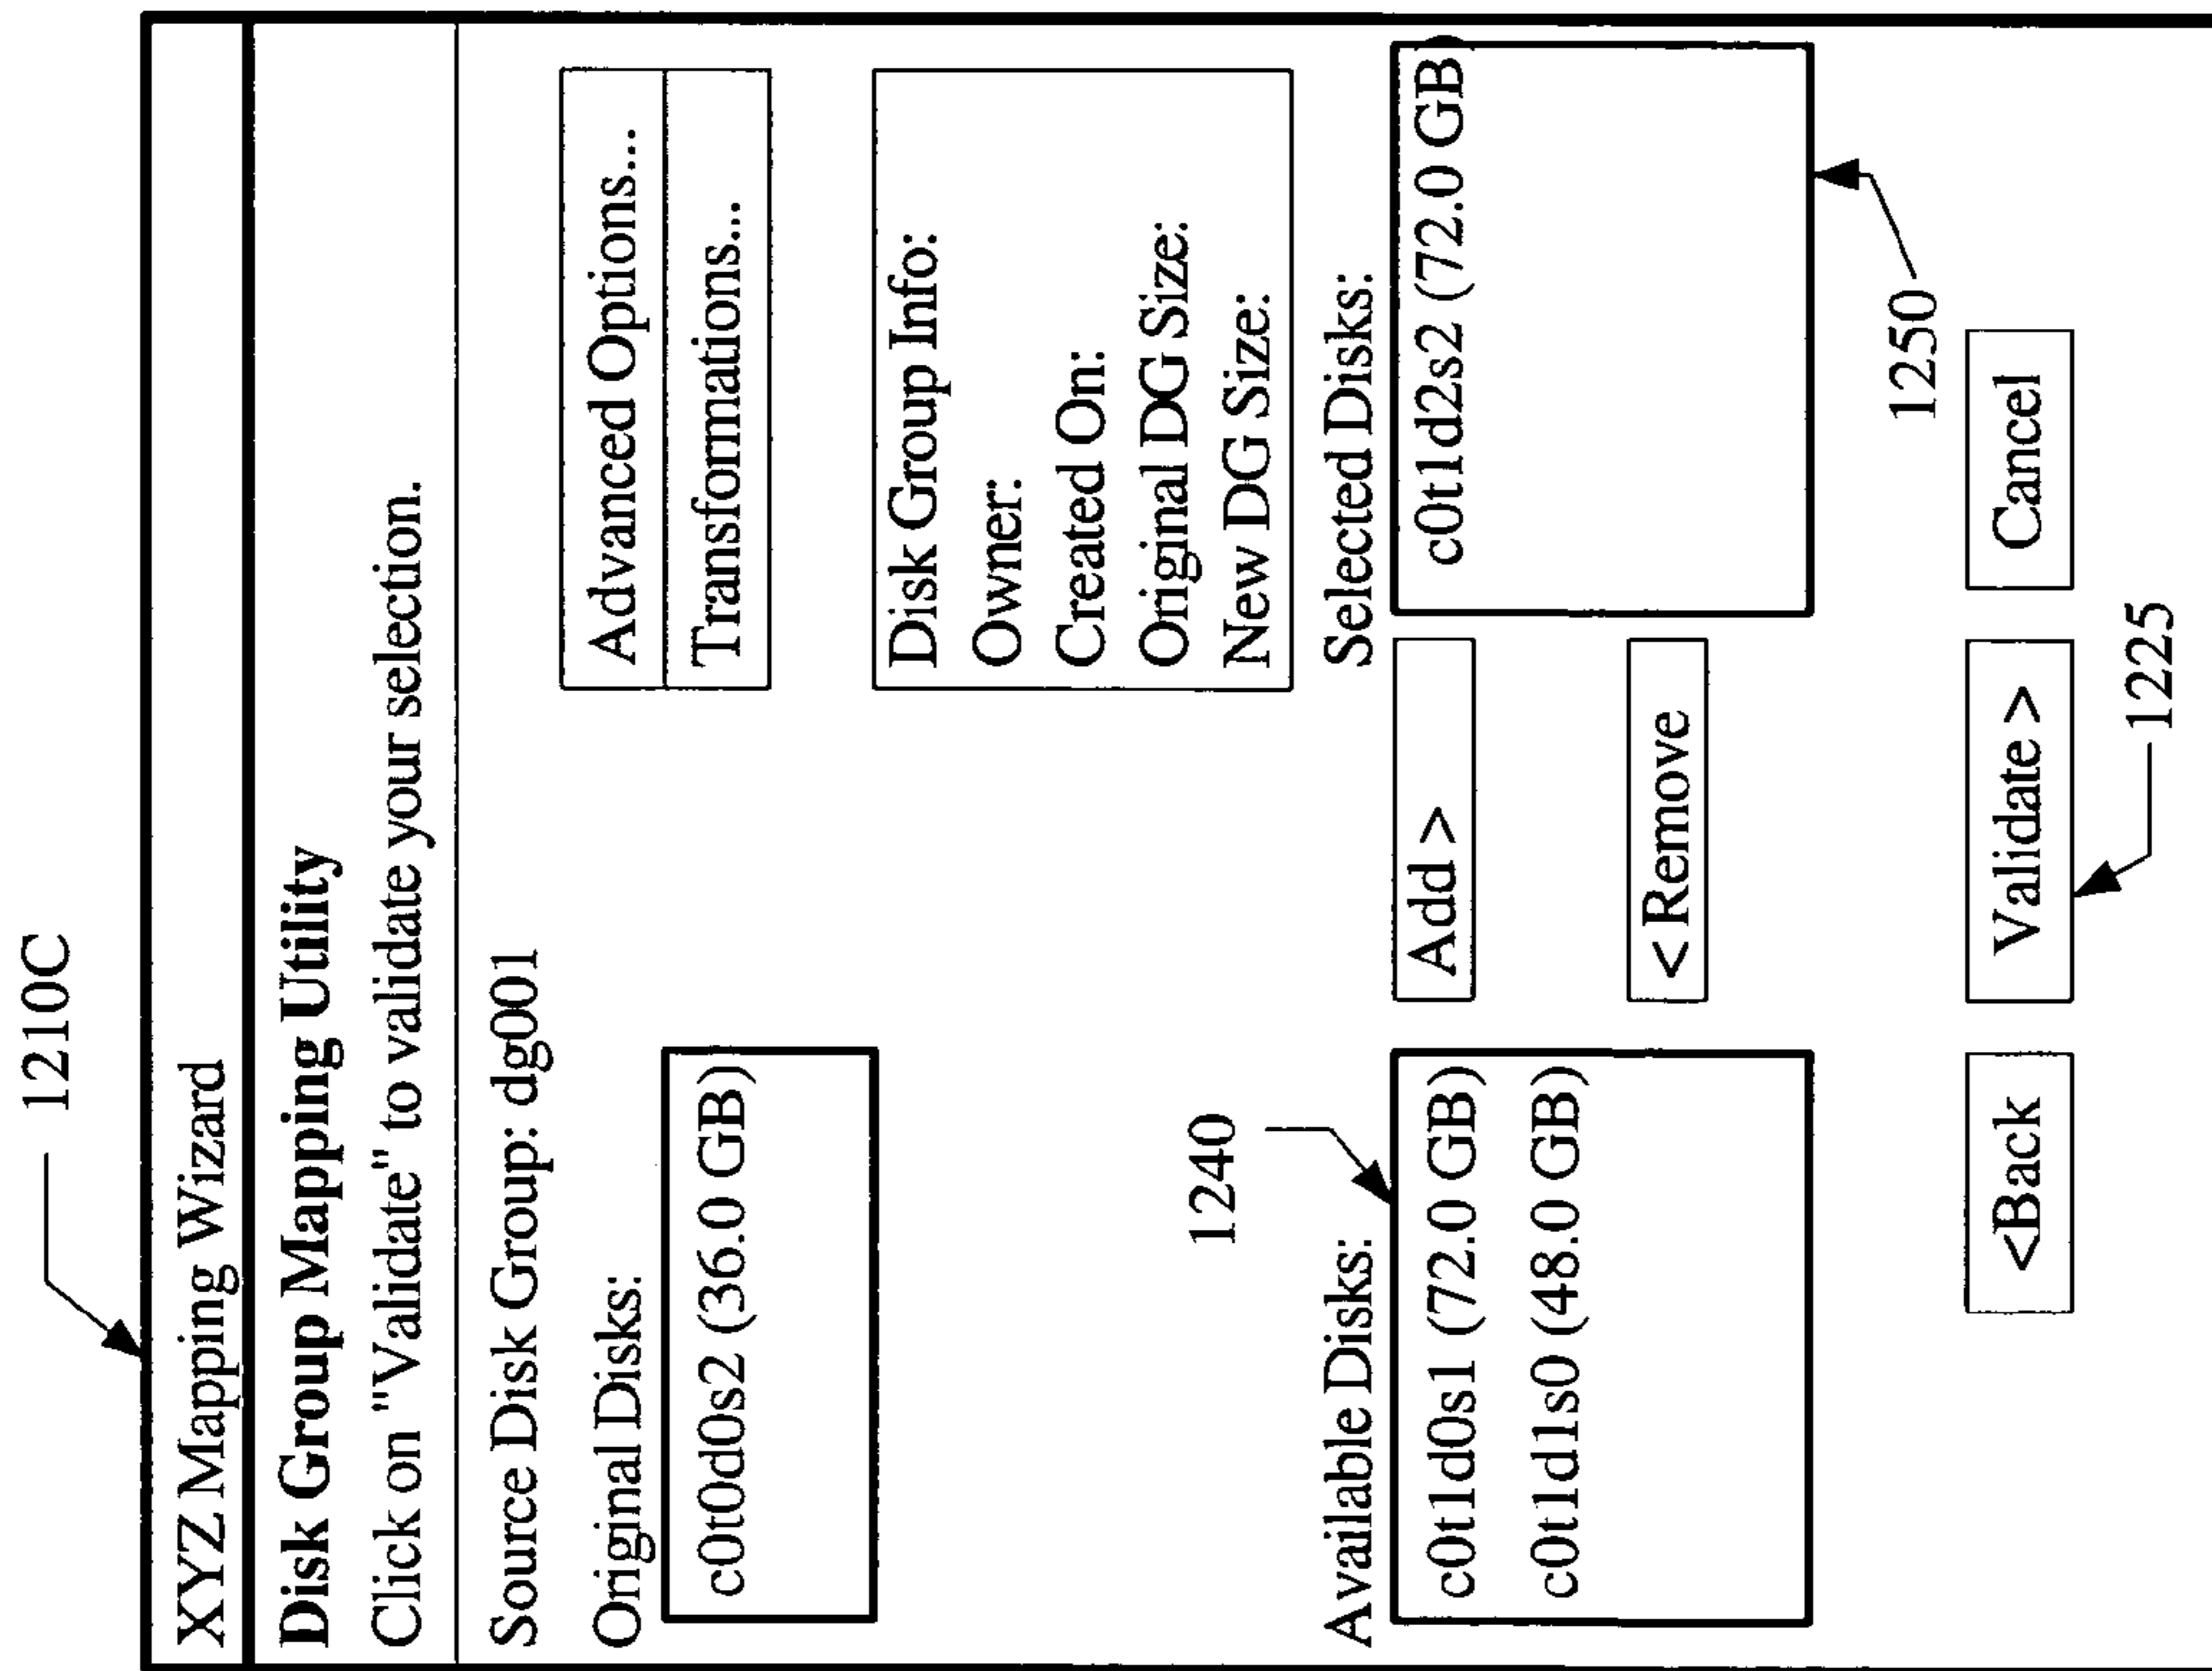 1210C
XYZ Mapping Wizard
Disk Group Mapping Utility
Click on "Validate" to validate your selection.
Source Disk Group: dg001
Original Disks:
c0t0d0s2 (36.0 GB)
Advanced Options...
Transformations...
Disk Group Info:
Owner:
Created On:
Original DG Size:
New DG Size:
1240
Available Disks:
c0t1d0s1 (72.0 GB)
c0t1d1s0 (48.0 GB)
Add >
<Remove
Selected Disks:
c0t1d2s2 (72.0 GB)
1250
<Back
Validate >
Cancel
1225